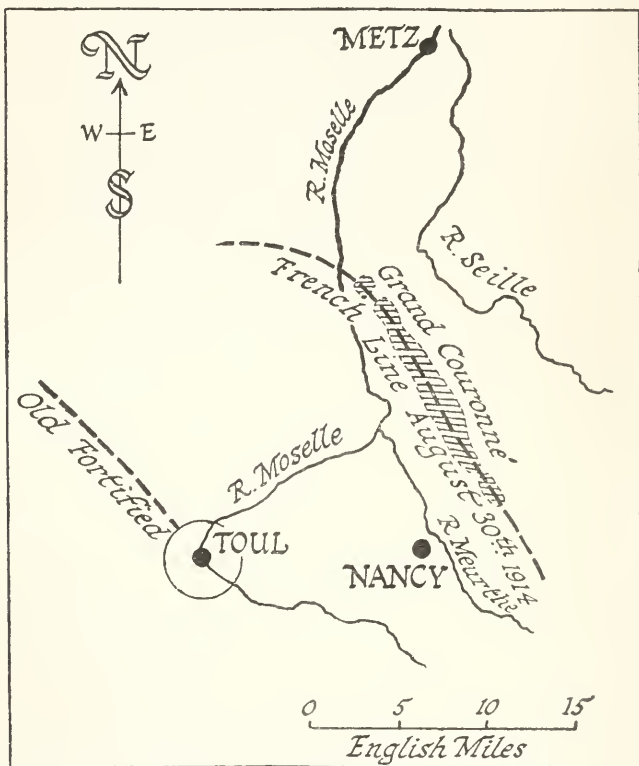 N
W E
S
METZ
R. Moselle
R. Seille
Grand Couronné
French Line August 30th. 1914
Old Fortified
R. Moselle
TOUL
NANCY
R. Meurthe
0 5 10 15
English Miles